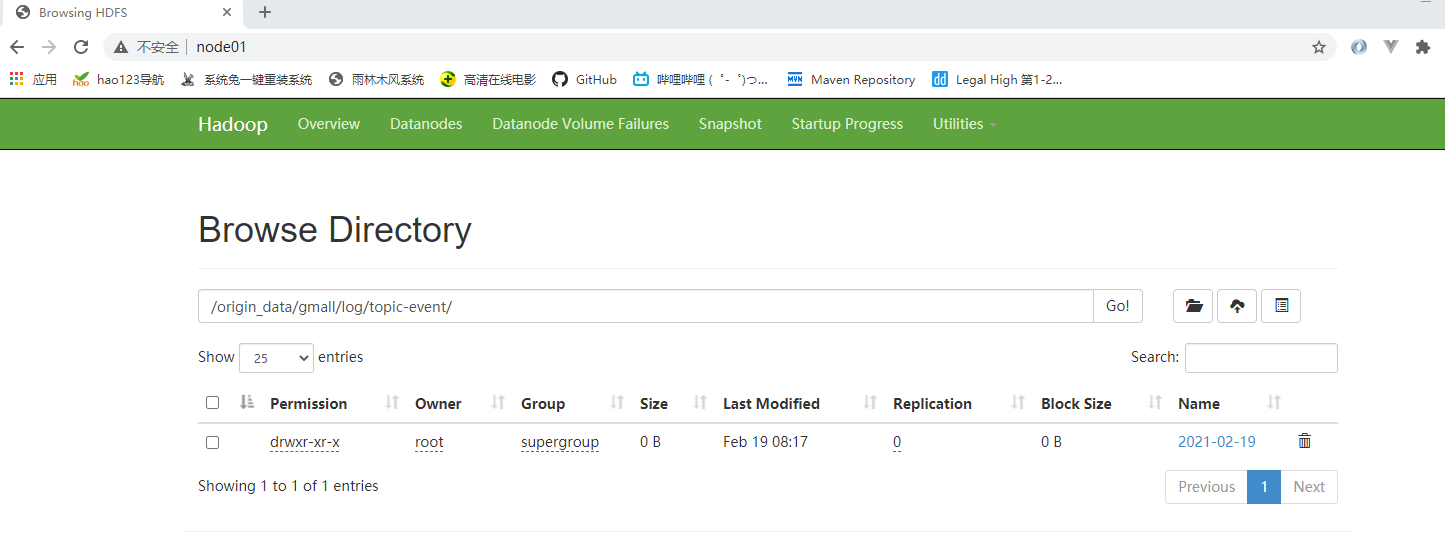 Browsing HDFS
不安全 node01
应用 hao123导航 系统兔一键重装系统 雨林木风系统 高清在线电影 GitHub 哔哩哔哩 ( ゜- ゜)つ... Maven Repository Legal High 第1-2...
Hadoop Overview Datanodes Datanode Volume Failures Snapshot Startup Progress Utilities
Browse Directory
/origin_data/gmall/log/topic-event/ Go!
Show 25 entries Search:
Permission Owner Group Size Last Modified Replication Block Size Name
drwxr-xr-x root supergroup 0 B Feb 19 08:17 0 0 B 2021-02-19
Showing 1 to 1 of 1 entries Previous 1 Next